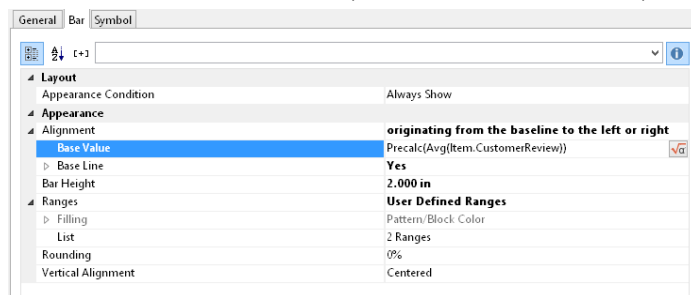 General Bar Symbol
A Z [+]
Layout
Appearance Condition Always Show
Appearance
Alignment originating from the baseline to the left or right
Base Value Precalc(Avg(Item.CustomerReview)) √α
Base Line Yes
Bar Height 2.000 in
Ranges User Defined Ranges
Filling Pattern/Block Color
List 2 Ranges
Rounding 0%
Vertical Alignment Centered